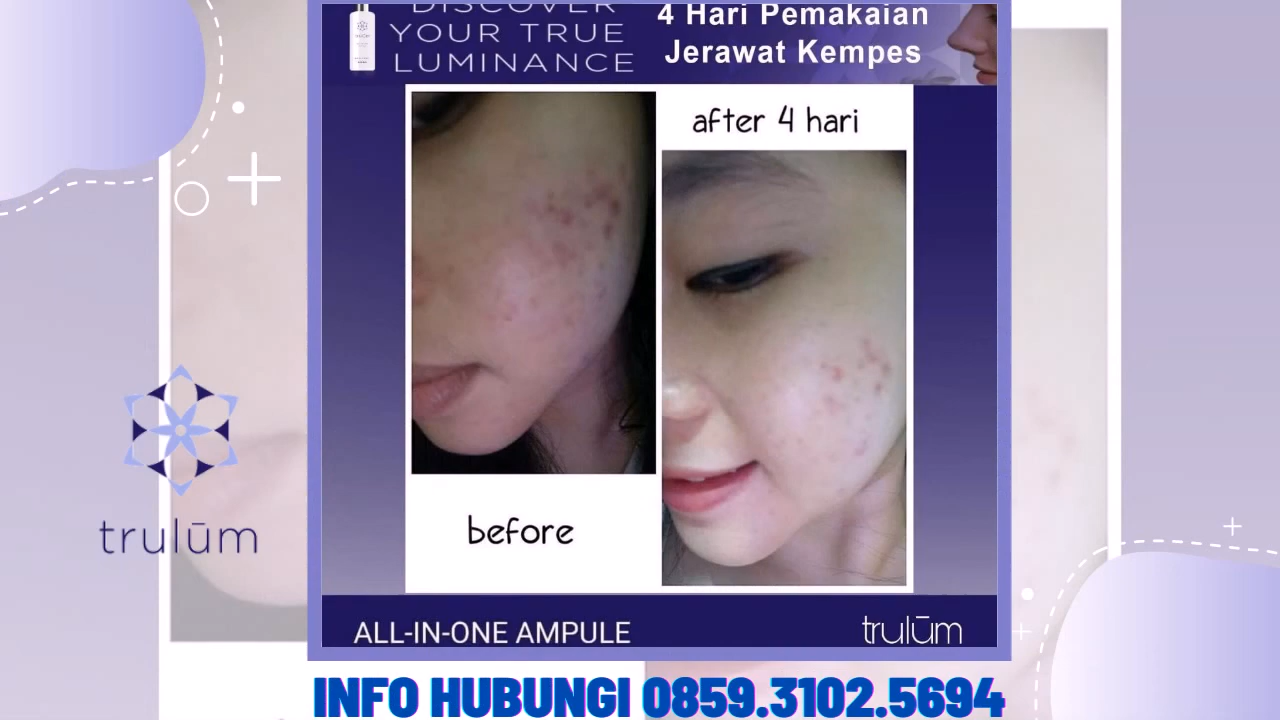 DISCOVER
YOUR TRUE
LUMINANCE
4 Hari Pemakaian
Jerawat Kempes
after 4 hari
before
trulūm
ALL-IN-ONE AMPULE
trulūm
INFO HUBUNGI 0859.3102.5694